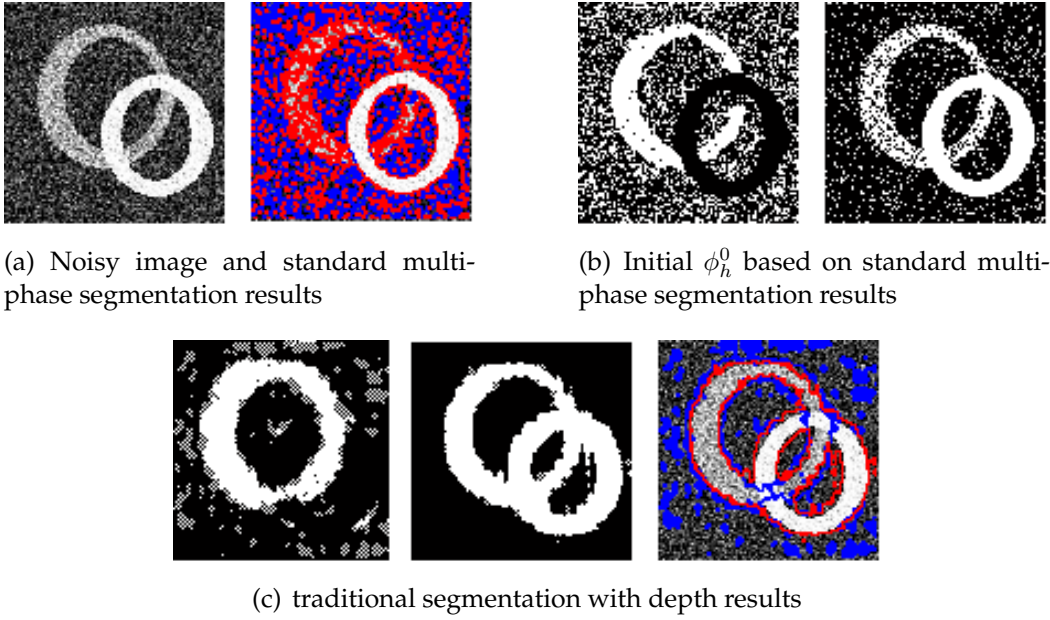 (a) Noisy image and standard multi-
phase segmentation results
(b) Initial $\phi_h^0$ based on standard multi-
phase segmentation results
(c) traditional segmentation with depth results